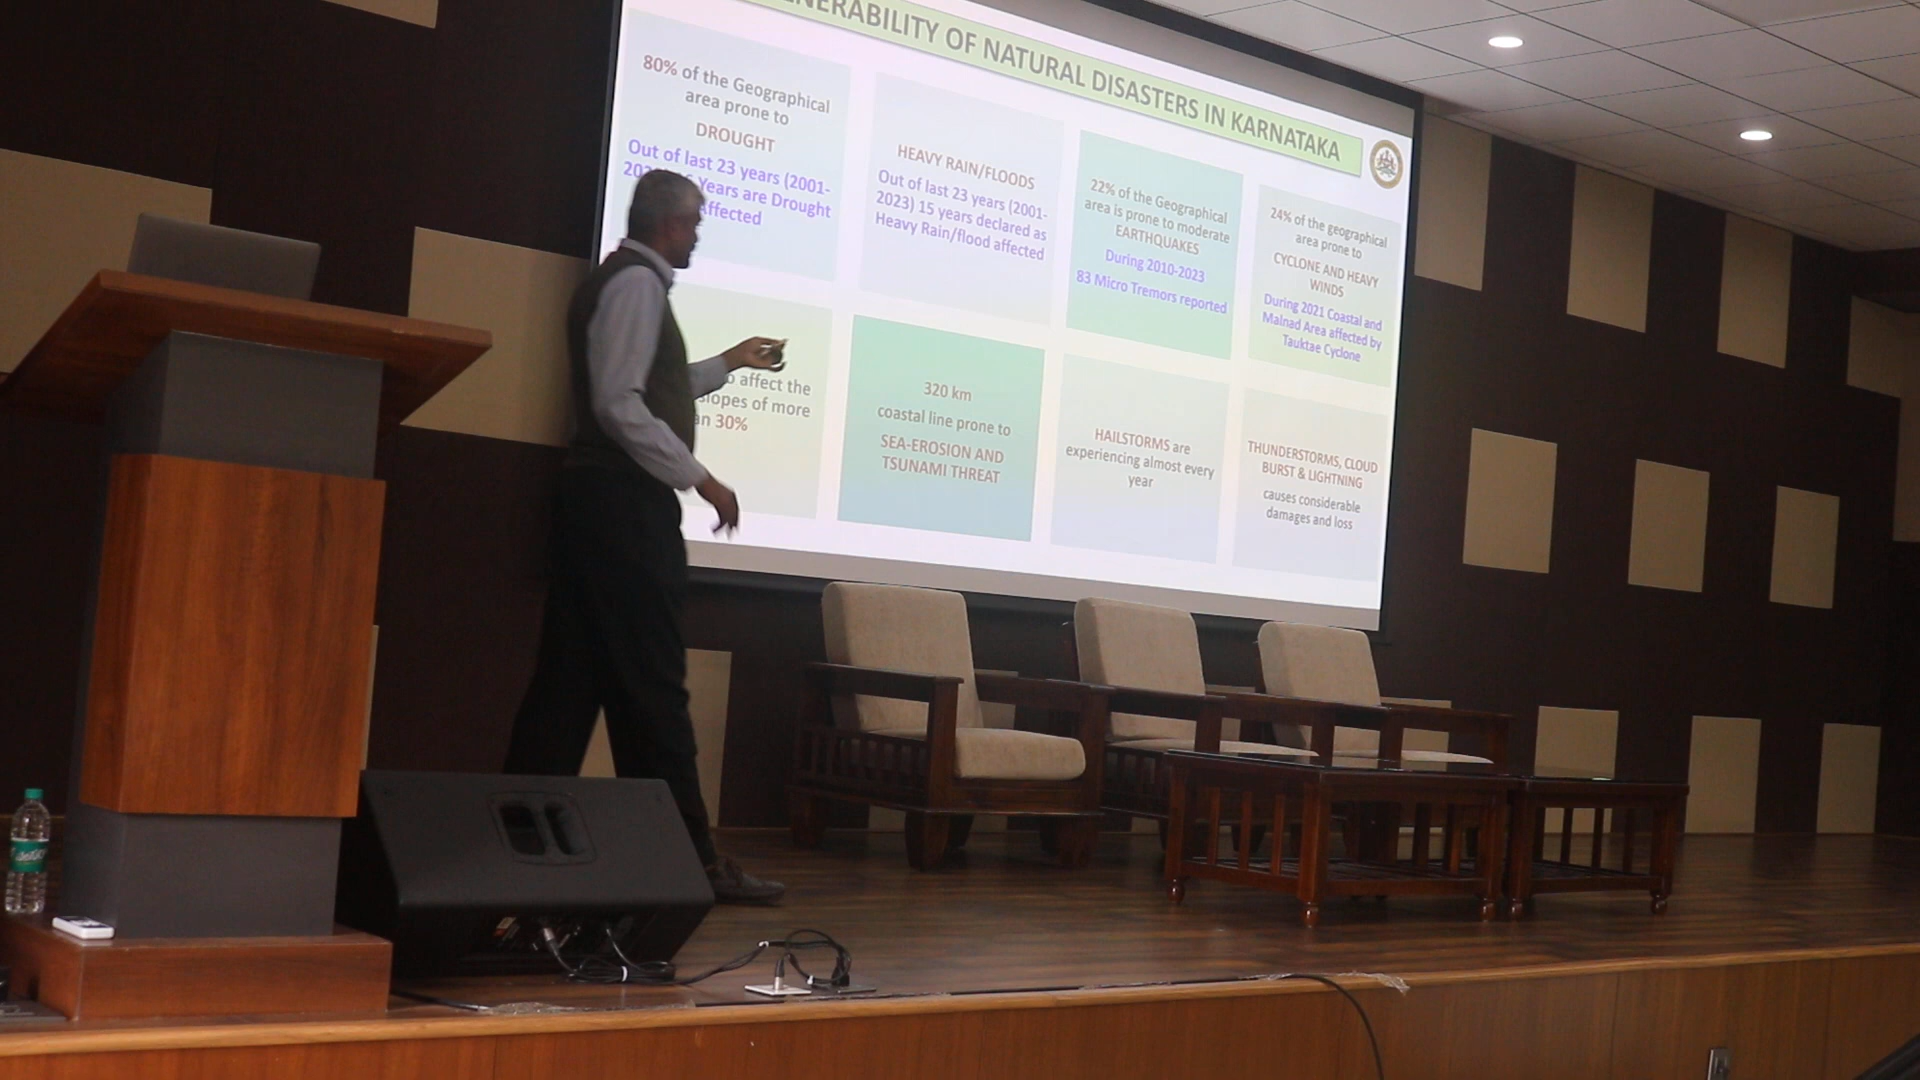 NERABILITY OF NATURAL DISASTERS IN KARNATAKA
80% of the Geographical
area prone to
DROUGHT
Out of last 23 years (2001-
Years are Drought
Affected
HEAVY RAIN/FLOODS
Out of last 23 years (2001-
2023) 15 years declared as
Heavy Rain/flood affected
22% of the Geographical
area is prone to moderate
EARTHQUAKES
During 2010-2023
83 Micro Tremors reported
24% of the geographical
area prone to
CYCLONE AND HEAVY
WINDS
During 2021 Coastal and
Malnad Area affected by
Tauktae Cyclone
affect the
slopes of more
30%
320 km
coastal line prone to
SEA-EROSION AND
TSUNAMI THREAT
HAILSTORMS are
experiencing almost every
year
THUNDERSTORMS, CLOUD
BURST & LIGHTNING
causes considerable
damages and loss